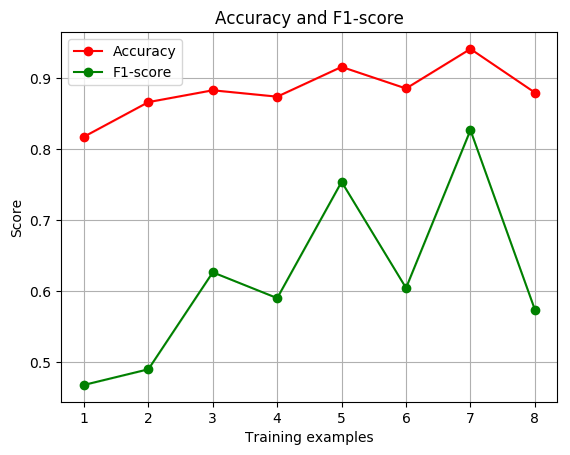 Accuracy and F1-score
Accuracy
F1-score
0.9
0.8
0.7
0.6
0.5
Score
1 2 3 4 5 6 7 8
Training examples